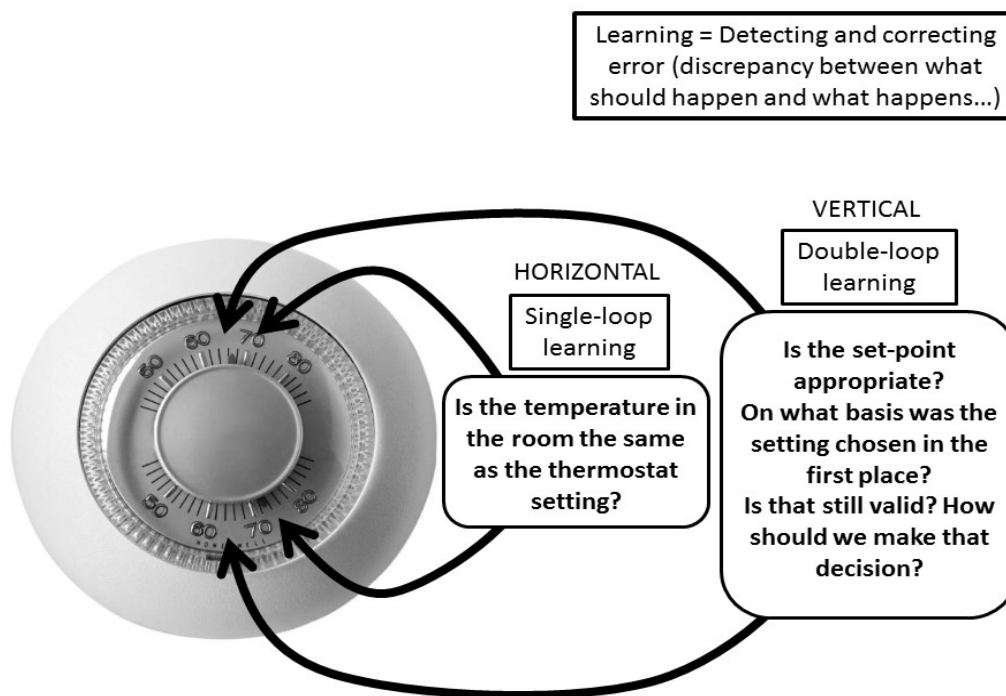 Learning = Detecting and correcting
error (discrepancy between what
should happen and what happens...)
VERTICAL
Double-loop
learning
HORIZONTAL
Single-loop
learning
Is the temperature in
the room the same
as the thermostat
setting?
Is the set-point
appropriate?
On what basis was the
setting chosen in the
first place?
Is that still valid? How
should we make that
decision?
50 60 70 80
50 60 70 80
HONEYWELL